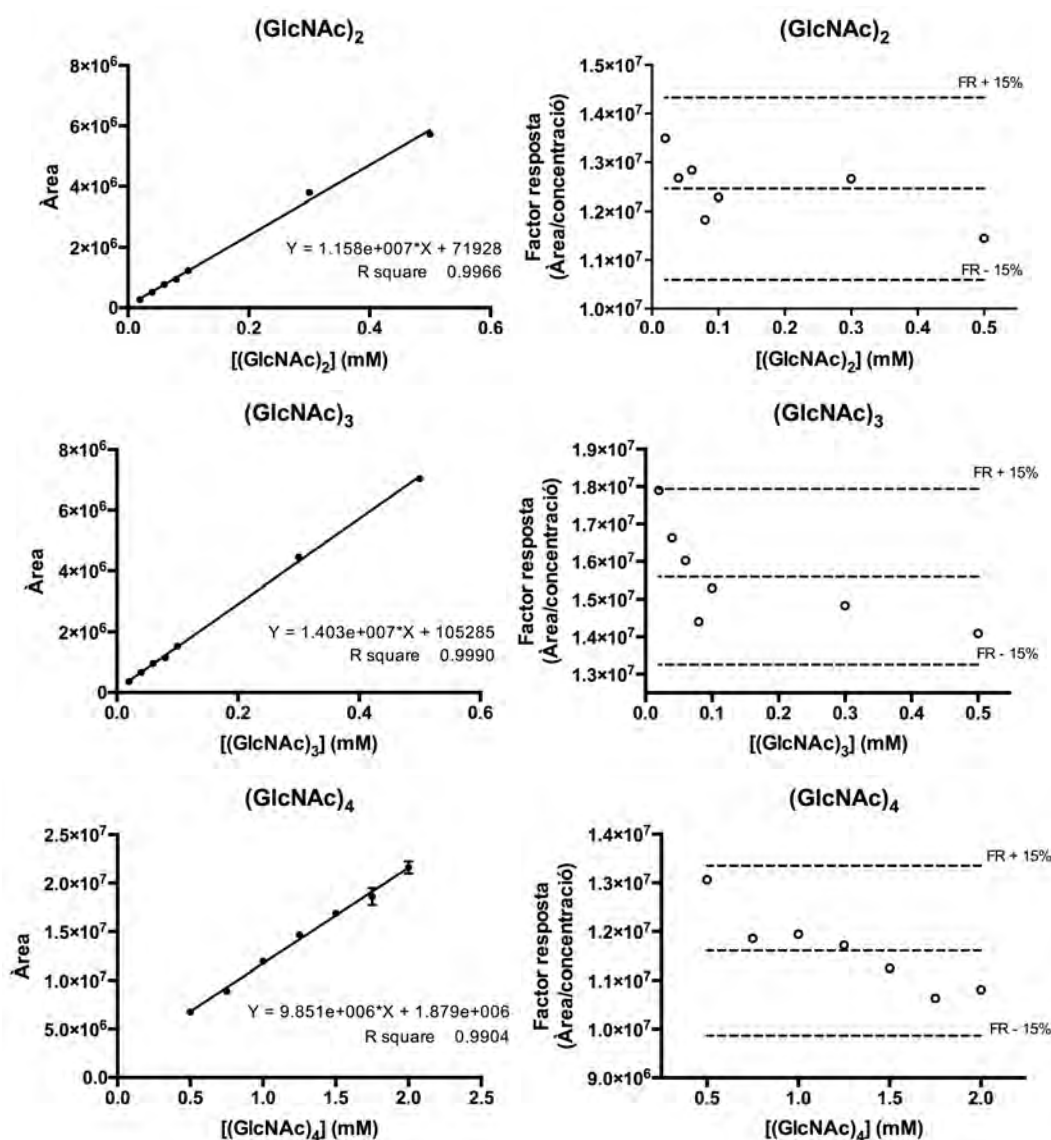 (GlcNAc)2
8×10^6
6×10^6
4×10^6
2×10^6
0
Àrea
Y = 1.158e+007*X + 71928
R square 0.9966
0.0 0.2 0.4 0.6
[(GlcNAc)2] (mM)
(GlcNAc)2
1.5×10^7
1.4×10^7
1.3×10^7
1.2×10^7
1.1×10^7
1.0×10^7
Factor resposta
(Àrea/concentració)
FR + 15%
FR - 15%
0.0 0.1 0.2 0.3 0.4 0.5
[(GlcNAc)2] (mM)
(GlcNAc)3
8×10^6
6×10^6
4×10^6
2×10^6
0
Àrea
Y = 1.403e+007*X + 105285
R square 0.9990
0.0 0.2 0.4 0.6
[(GlcNAc)3] (mM)
(GlcNAc)3
1.9×10^7
1.8×10^7
1.7×10^7
1.6×10^7
1.5×10^7
1.4×10^7
1.3×10^7
Factor resposta
(Àrea/concentració)
FR + 15%
FR - 15%
0.0 0.1 0.2 0.3 0.4 0.5
[(GlcNAc)3] (mM)
(GlcNAc)4
2.5×10^7
2.0×10^7
1.5×10^7
1.0×10^7
5.0×10^6
0.0
Àrea
Y = 9.851e+006*X + 1.879e+006
R square 0.9904
0.0 0.5 1.0 1.5 2.0 2.5
[(GlcNAc)4] (mM)
(GlcNAc)4
1.4×10^7
1.3×10^7
1.2×10^7
1.1×10^7
1.0×10^7
9.0×10^6
Factor resposta
(Àrea/concentració)
FR + 15%
FR - 15%
0.5 1.0 1.5 2.0
[(GlcNAc)4] (mM)